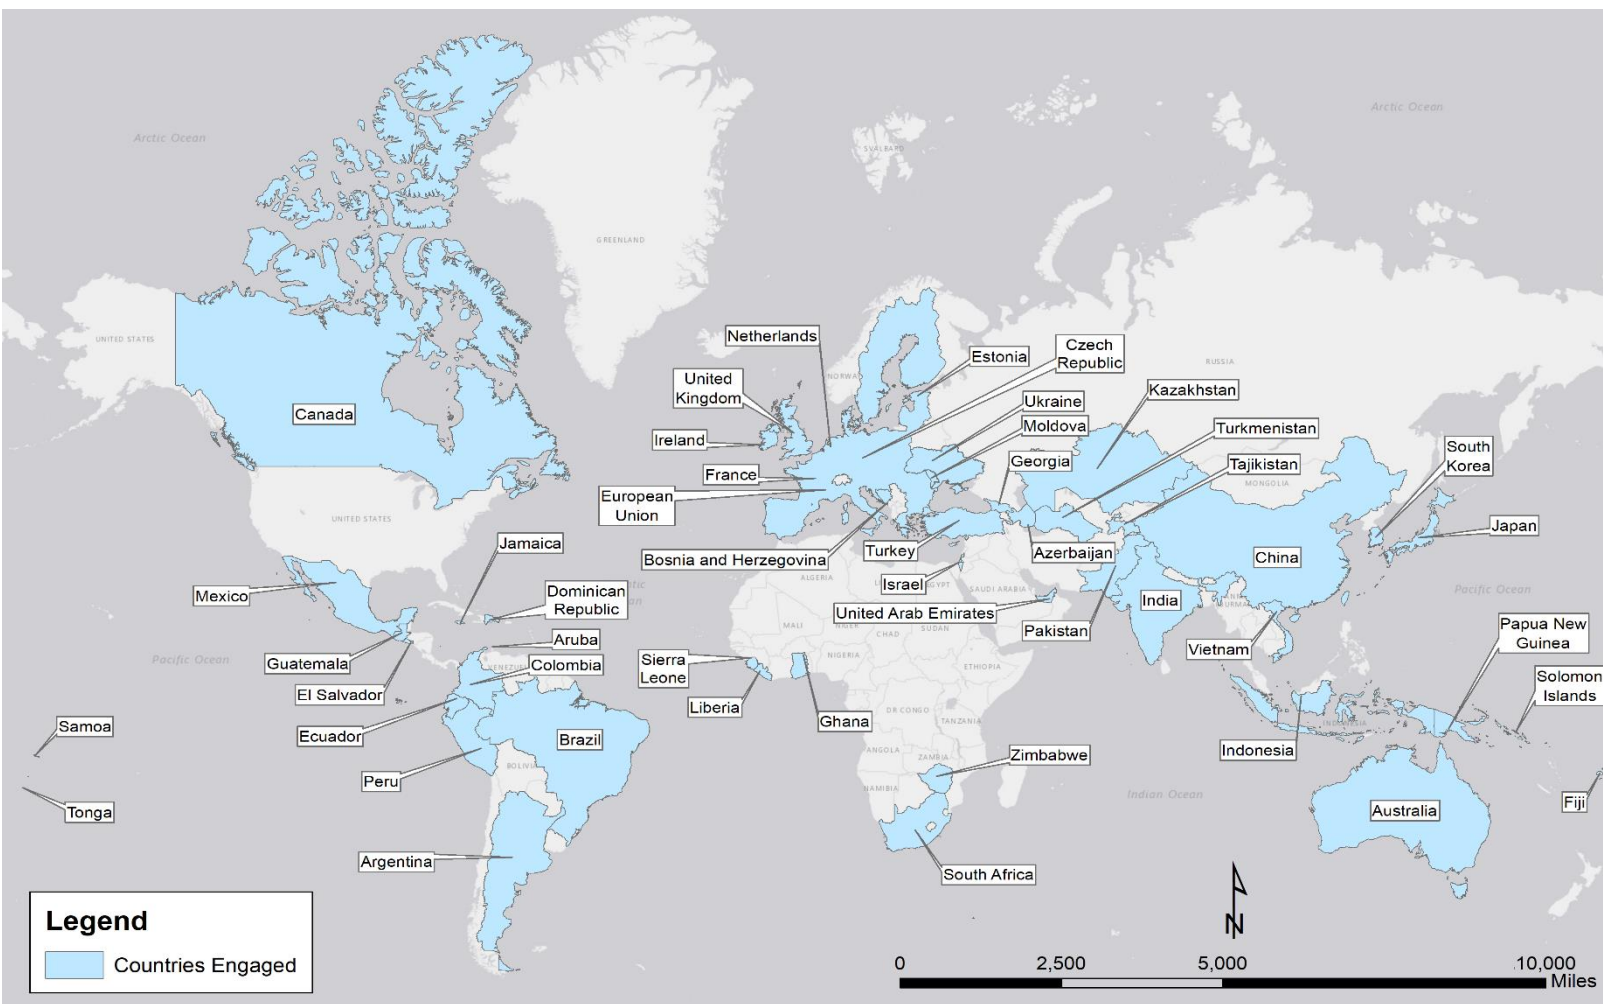 Arctic Ocean
Arctic Ocean
SVALBARD
GREENLAND
UNITED STATES
NORWAY
RUSSIA
Netherlands
Estonia
Czech
Republic
United
Kingdom
Kazakhstan
Ukraine
Canada
Moldova
Turkmenistan
Ireland
South
Korea
Georgia
Tajikistan
France
MONGOLIA
European
Union
UNITED STATES
Japan
Jamaica
Bosnia and Herzegovina
Turkey
Azerbaijan
China
ALGERIA
Israel
SAUDI ARABIA
Pacific Ocean
Mexico
Dominican
Republic
India
United Arab Emirates
MALI
CHAD
SUDAN
Pakistan
Papua New
Guinea
Aruba
Vietnam
Pacific Ocean
Guatemala
Colombia
Sierra
Leone
NIGERIA
ETHIOPIA
Solomon
Islands
El Salvador
Liberia
DR CONGO
Samoa
Ghana
TANZANIA
INDONESIA
Ecuador
Brazil
Indonesia
ANGOLA
ZAMBIA
Zimbabwe
BOLIVIA
Peru
NAMIBIA
Indian Ocean
Fiji
Tonga
Australia
Argentina
South Africa
Legend
Countries Engaged
N
0 2,500 5,000 10,000
Miles